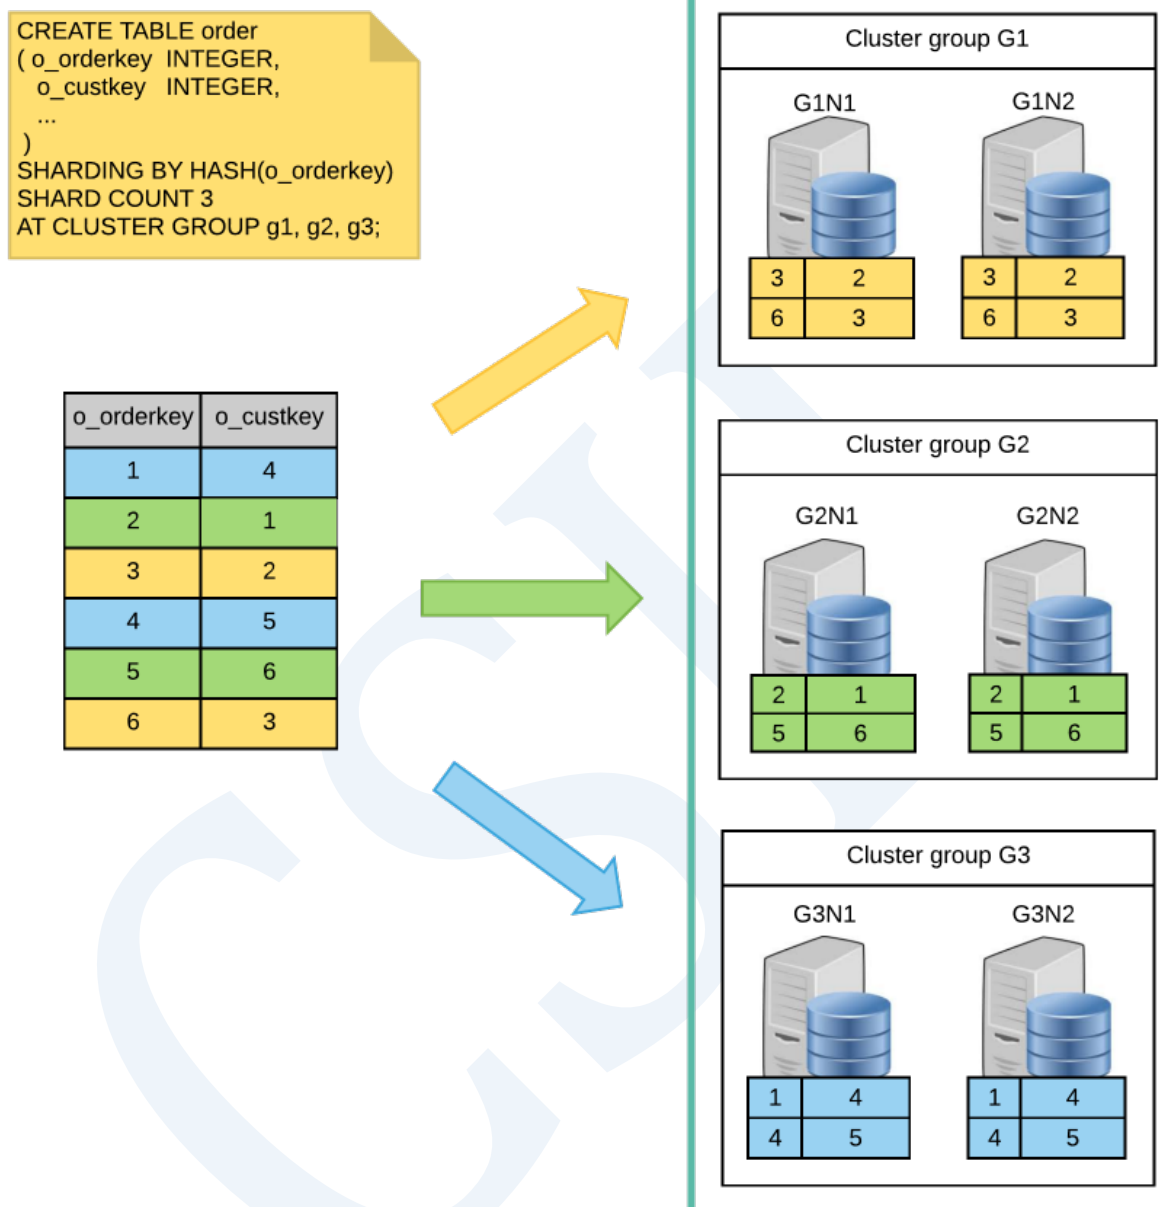 CREATE TABLE order
( o_orderkey INTEGER,
o_custkey INTEGER,
...
)
SHARDING BY HASH(o_orderkey)
SHARD COUNT 3
AT CLUSTER GROUP g1, g2, g3;
o_orderkey o_custkey
1 4
2 1
3 2
4 5
5 6
6 3
Cluster group G1
G1N1 G1N2
3 2 3 2
6 3 6 3
Cluster group G2
G2N1 G2N2
2 1 2 1
5 6 5 6
Cluster group G3
G3N1 G3N2
1 4 1 4
4 5 4 5